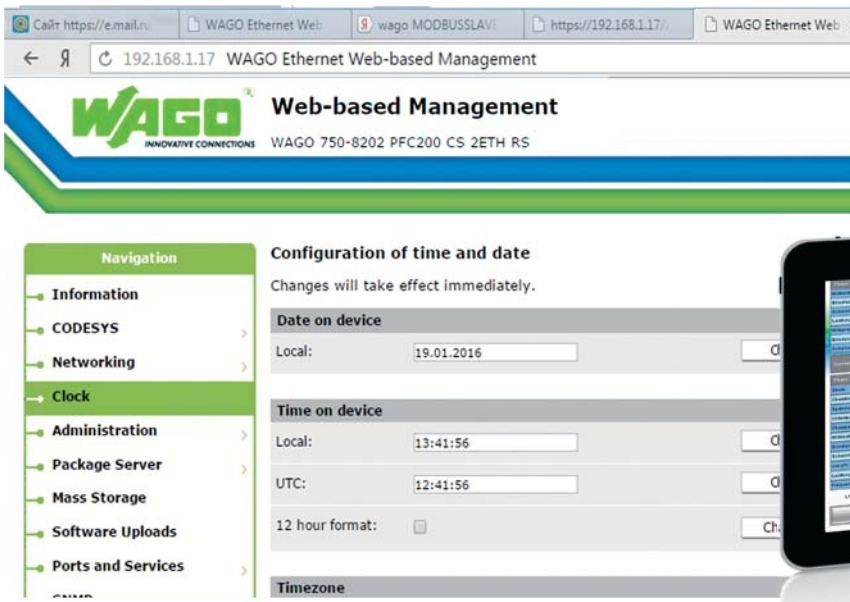 Сайт https://e.mail.ru
WAGO Ethernet Web
wago MODBUSSLAV
https://192.168.1.17/
WAGO Ethernet Web
192.168.1.17 WAGO Ethernet Web-based Management
WAGO
INNOVATIVE CONNECTIONS
Web-based Management
WAGO 750-8202 PFC200 CS 2ETH RS
Navigation
Information
CODESYS
Networking
Clock
Administration
Package Server
Mass Storage
Software Uploads
Ports and Services
Configuration of time and date
Changes will take effect immediately.
Date on device
Local: 19.01.2016
Time on device
Local: 13:41:56
UTC: 12:41:56
12 hour format:
Timezone